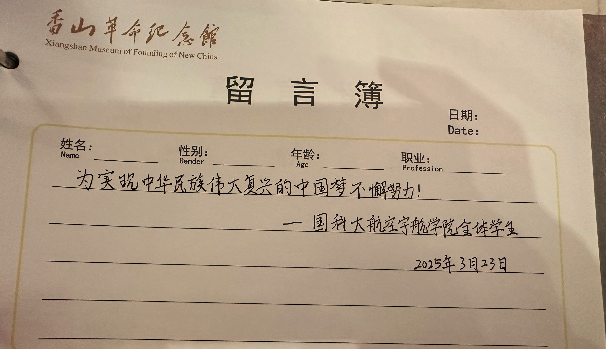 香山革命纪念馆
Xiangshan Museum of Founding of New China
留言簿
日期:
Date:
姓名: 性别: 年龄: 职业:
Name Gender Age Profession
为实现中华民族伟大复兴的中国梦不懈努力!
— 国科大航空宇航学院全体学生
2025年3月23日